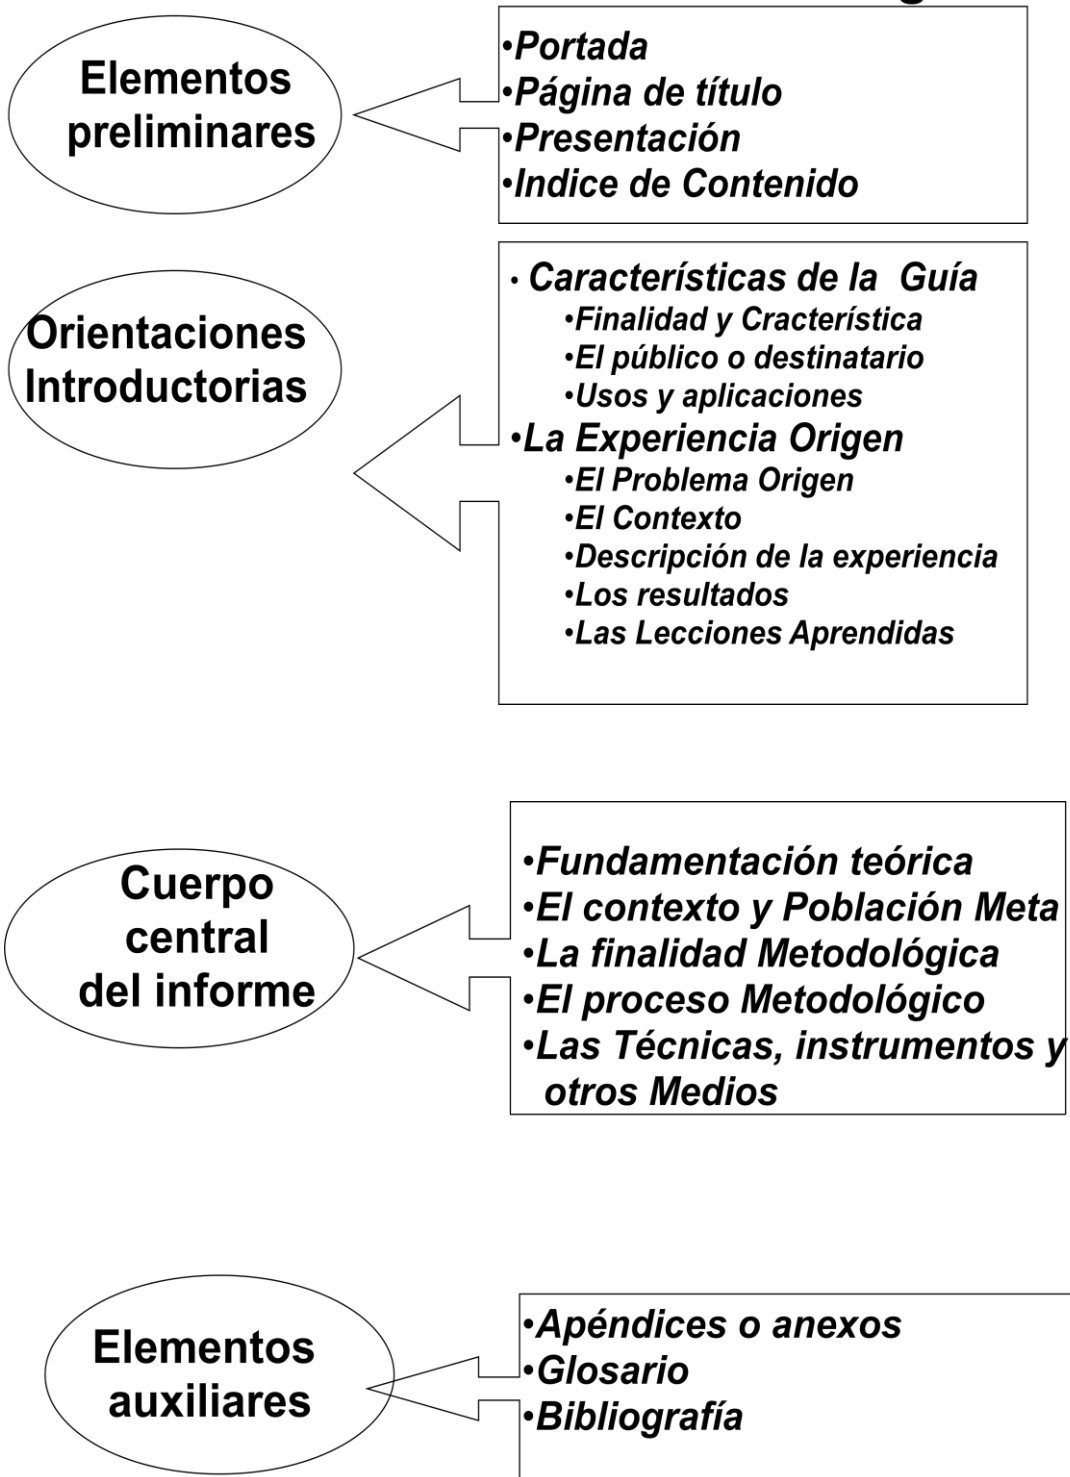 Elementos
preliminares
•Portada
•Página de título
•Presentación
•Indice de Contenido
Orientaciones
Introductorias
• Características de la Guía
•Finalidad y Cracterística
•El público o destinatario
•Usos y aplicaciones
•La Experiencia Origen
•El Problema Origen
•El Contexto
•Descripción de la experiencia
•Los resultados
•Las Lecciones Aprendidas
Cuerpo
central
del informe
•Fundamentación teórica
•El contexto y Población Meta
•La finalidad Metodológica
•El proceso Metodológico
•Las Técnicas, instrumentos y
otros Medios
Elementos
auxiliares
•Apéndices o anexos
•Glosario
•Bibliografía